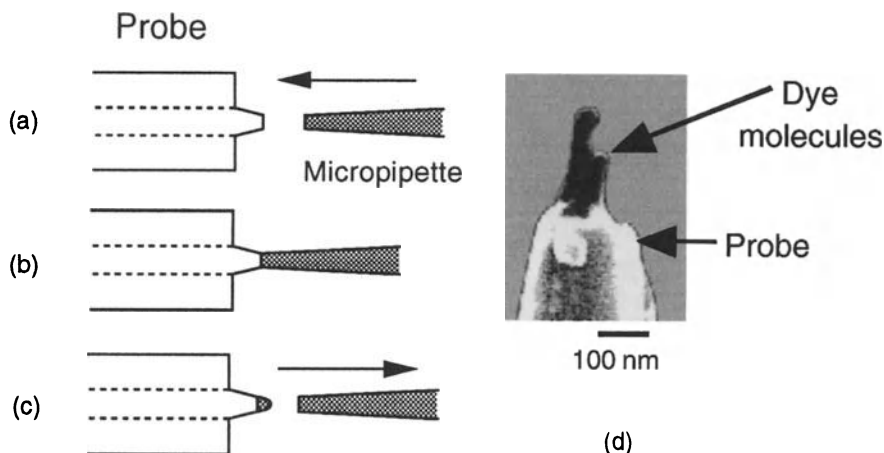 Probe
(a)
Micropipette
(b)
(c)
Dye
molecules
Probe
100 nm
(d)